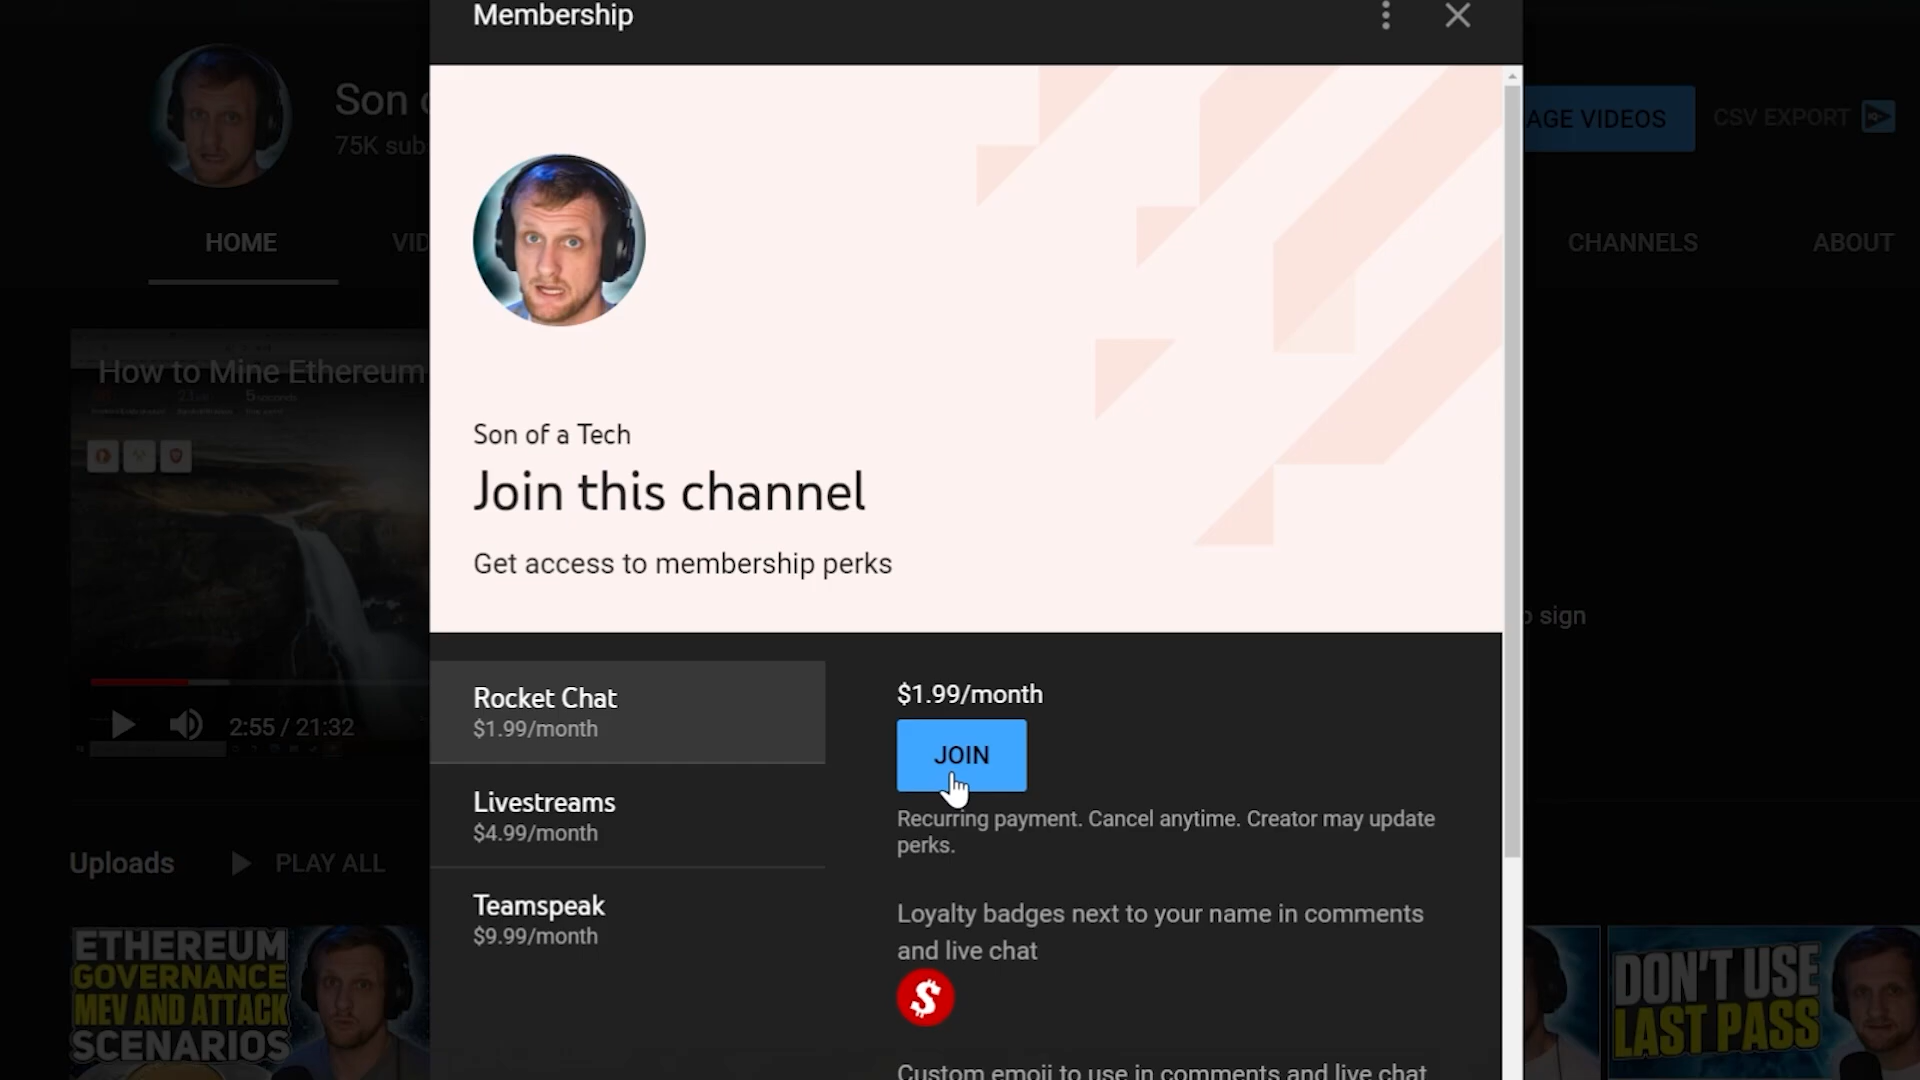 Membership
Son
75K sub
AGE VIDEOS
CSV EXPORT
HOME
VID
CHANNELS
ABOUT
How to Mine Ethereum
Son of a Tech
Join this channel
Get access to membership perks
sign
Rocket Chat
$1.99/month
$1.99/month
JOIN
2:55 / 21:32
Livestreams
$4.99/month
Recurring payment. Cancel anytime. Creator may update
perks.
Uploads
PLAY ALL
Teamspeak
$9.99/month
Loyalty badges next to your name in comments
and live chat
$
ETHEREUM
GOVERNANCE
MEV AND ATTACK
SCENARIOS
DON'T USE
LAST PASS
Custom emoji to use in comments and live chat